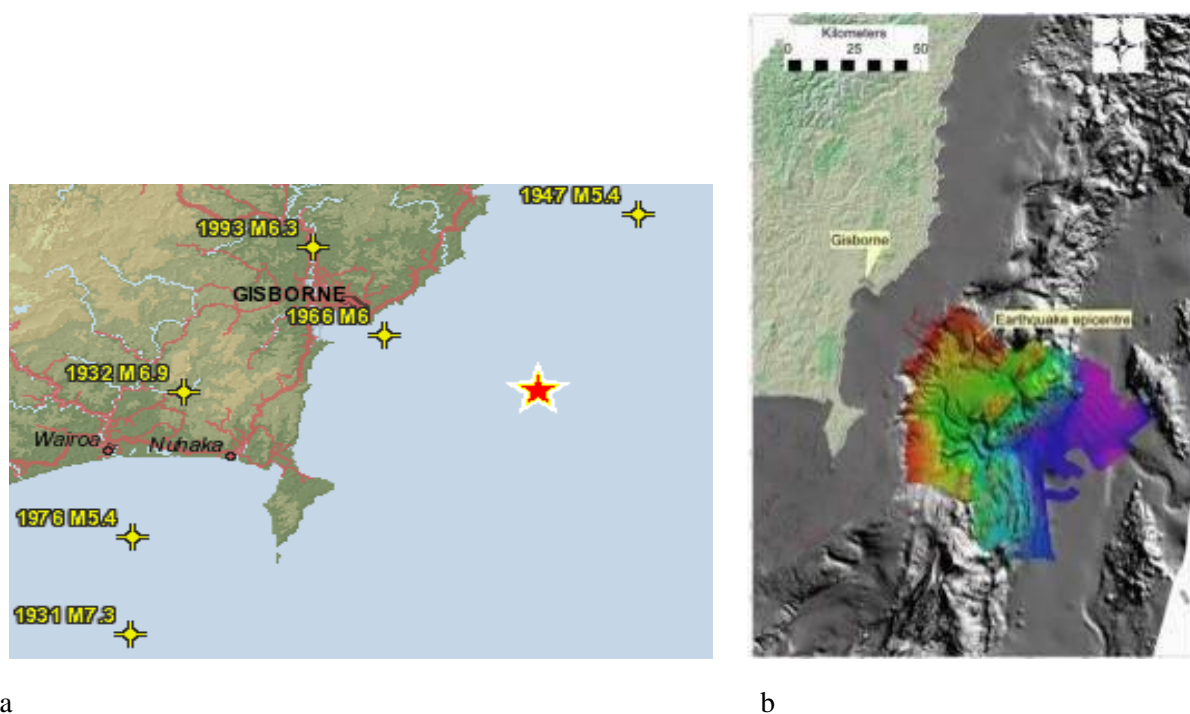 1947 M5.4
1993 M6.3
GISBORNE
1966 M6
1932 M6.9
Wairoa
Nuhaka
1976 M5.4
1931 M7.3
a
Kilometers
0 25 50
Gisborne
Earthquake epicentre
b